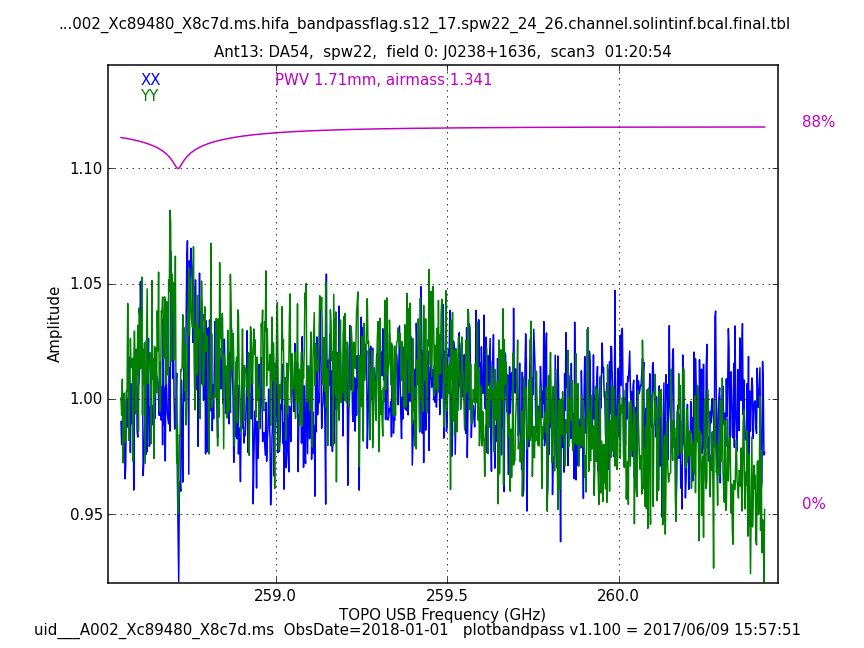 ...002_Xc89480_X8c7d.ms.hifa_bandpassflag.s12_17.spw22_24_26.channel.solintinf.bcal.final.tbl
Ant13: DA54, spw22, field 0: J0238+1636, scan3 01:20:54
XX
PWV 1.71mm, airmass 1.341
YY
88%
1.10
1.05
1.00
0.95
0%
Amplitude
259.0
259.5
260.0
TOPO USB Frequency (GHz)
uid___A002_Xc89480_X8c7d.ms ObsDate=2018-01-01 plotbandpass v1.100 = 2017/06/09 15:57:51